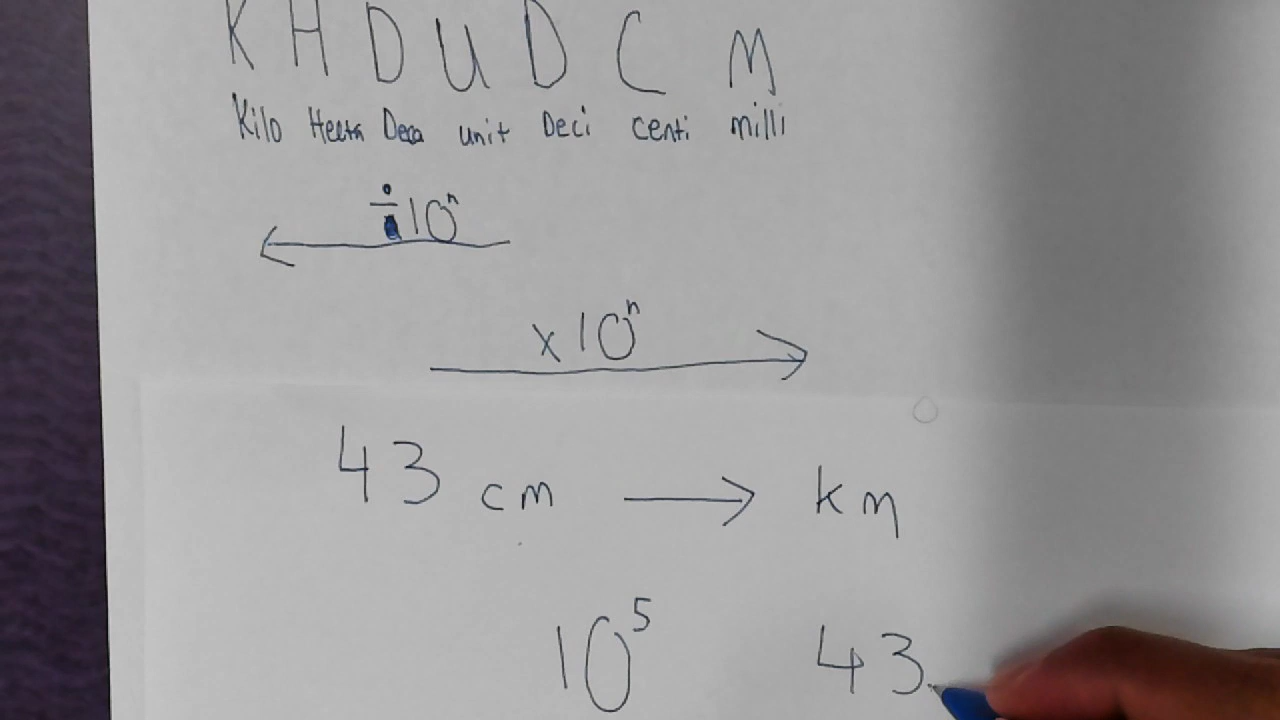 K H D U D C M
Kilo Hecta Deca unit Deci centi milli
÷10ⁿ
x10ⁿ
43 cm → km
10⁵ 43.